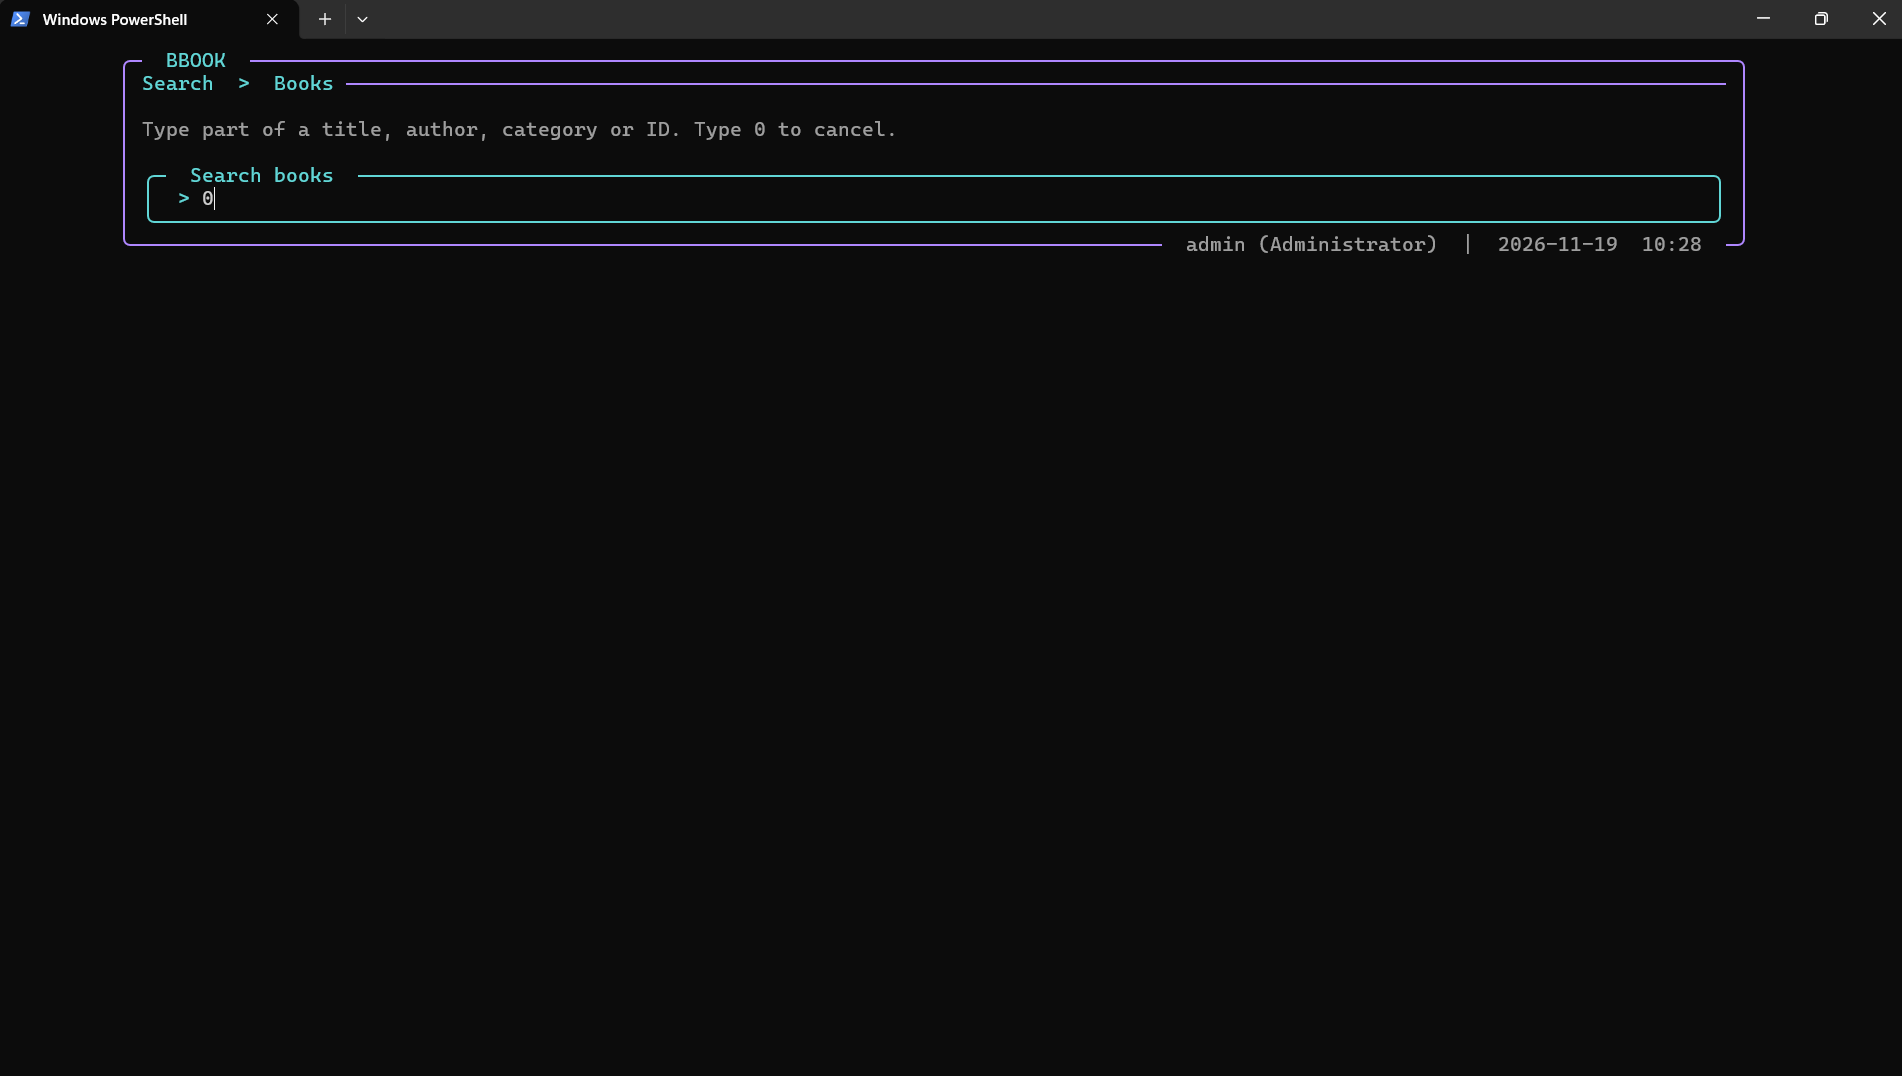 Windows PowerShell
BBOOK
Search > Books
Type part of a title, author, category or ID. Type 0 to cancel.
Search books
> 0
admin (Administrator) | 2026-11-19 10:28